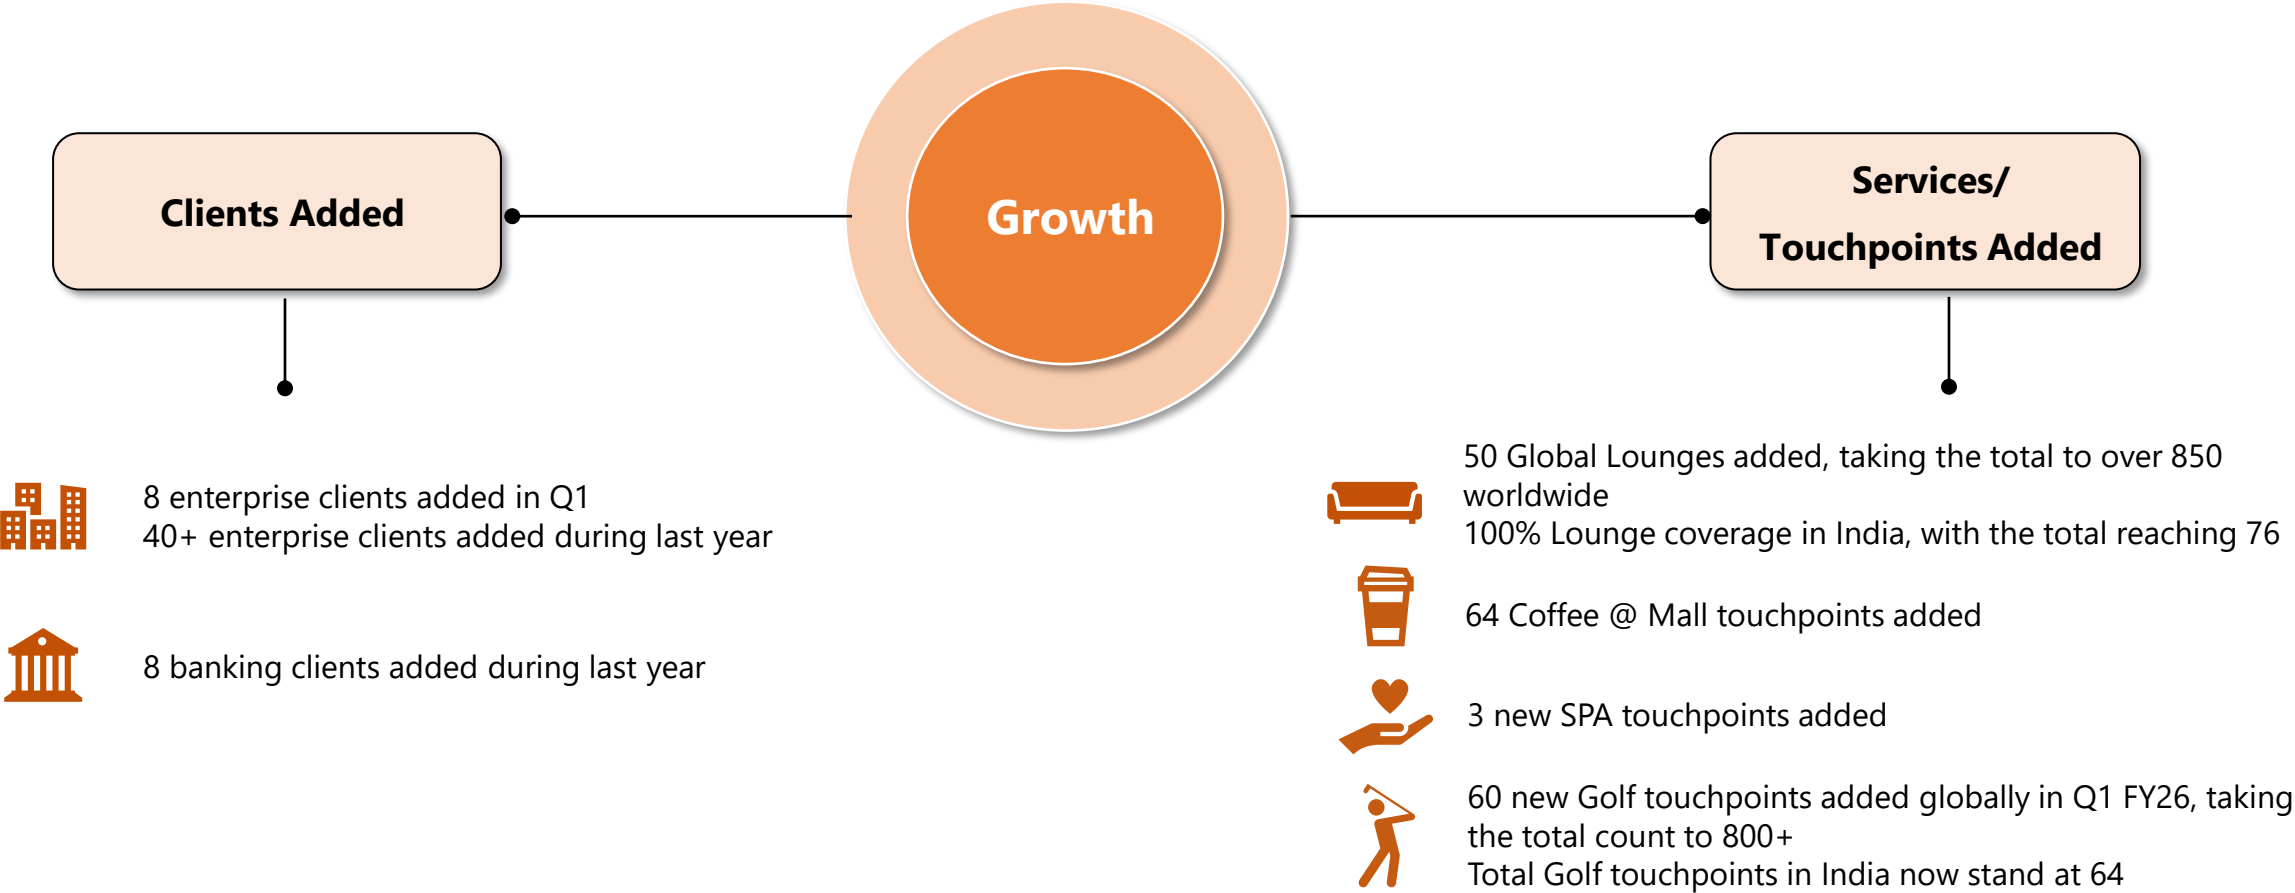 Growth
Clients Added
8 enterprise clients added in Q1
40+ enterprise clients added during last year
8 banking clients added during last year
Services/
Touchpoints Added
50 Global Lounges added, taking the total to over 850
worldwide
100% Lounge coverage in India, with the total reaching 76
64 Coffee @ Mall touchpoints added
3 new SPA touchpoints added
60 new Golf touchpoints added globally in Q1 FY26, taking
the total count to 800+
Total Golf touchpoints in India now stand at 64